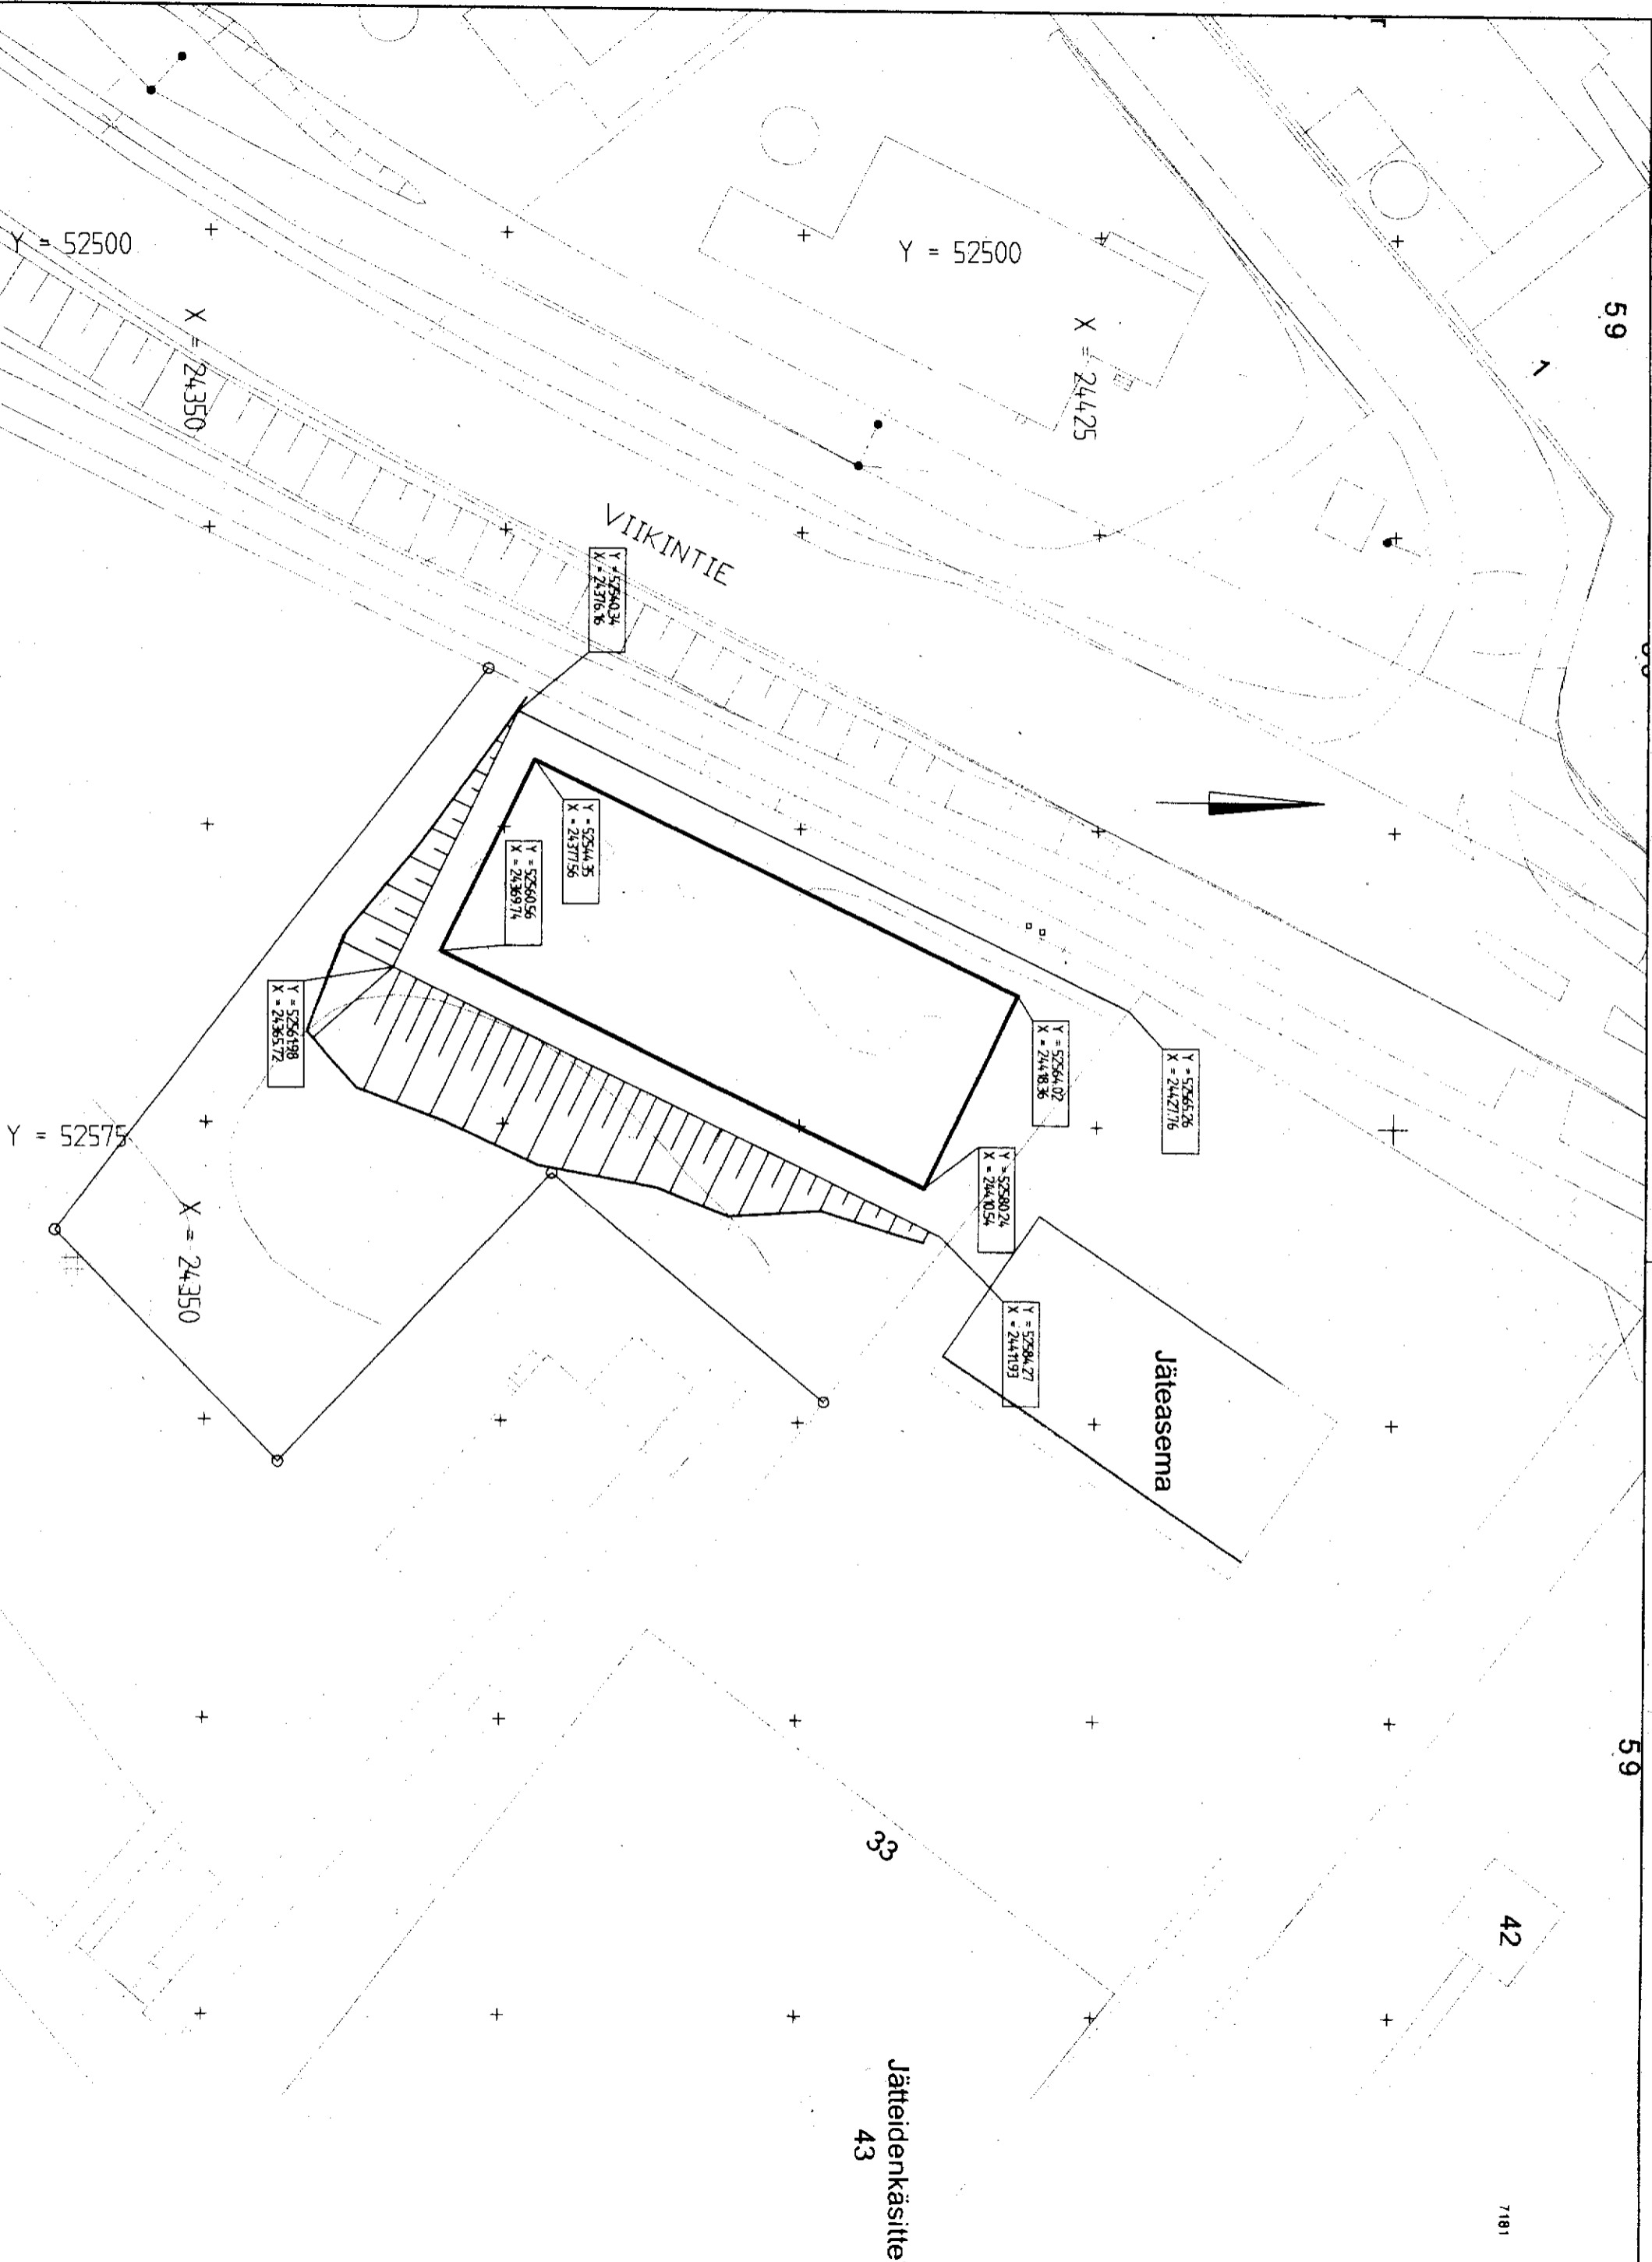 59
1
59
42
7181
Y = 52500
X = 24350
Y = 52500
X = 24425
VIIKINTIE
Y = 52540.34
X = 24376.16
Y = 52544.35
X = 24377.56
Y = 52560.56
X = 24369.74
Y = 52561.98
X = 24365.72
Y = 52564.02
X = 24418.36
Y = 52565.26
X = 24427.76
Y = 52580.24
X = 24410.54
Y = 52584.27
X = 24411.93
Jäteasema
Y = 52575
X = 24350
33
Jätteidenkäsitte
43